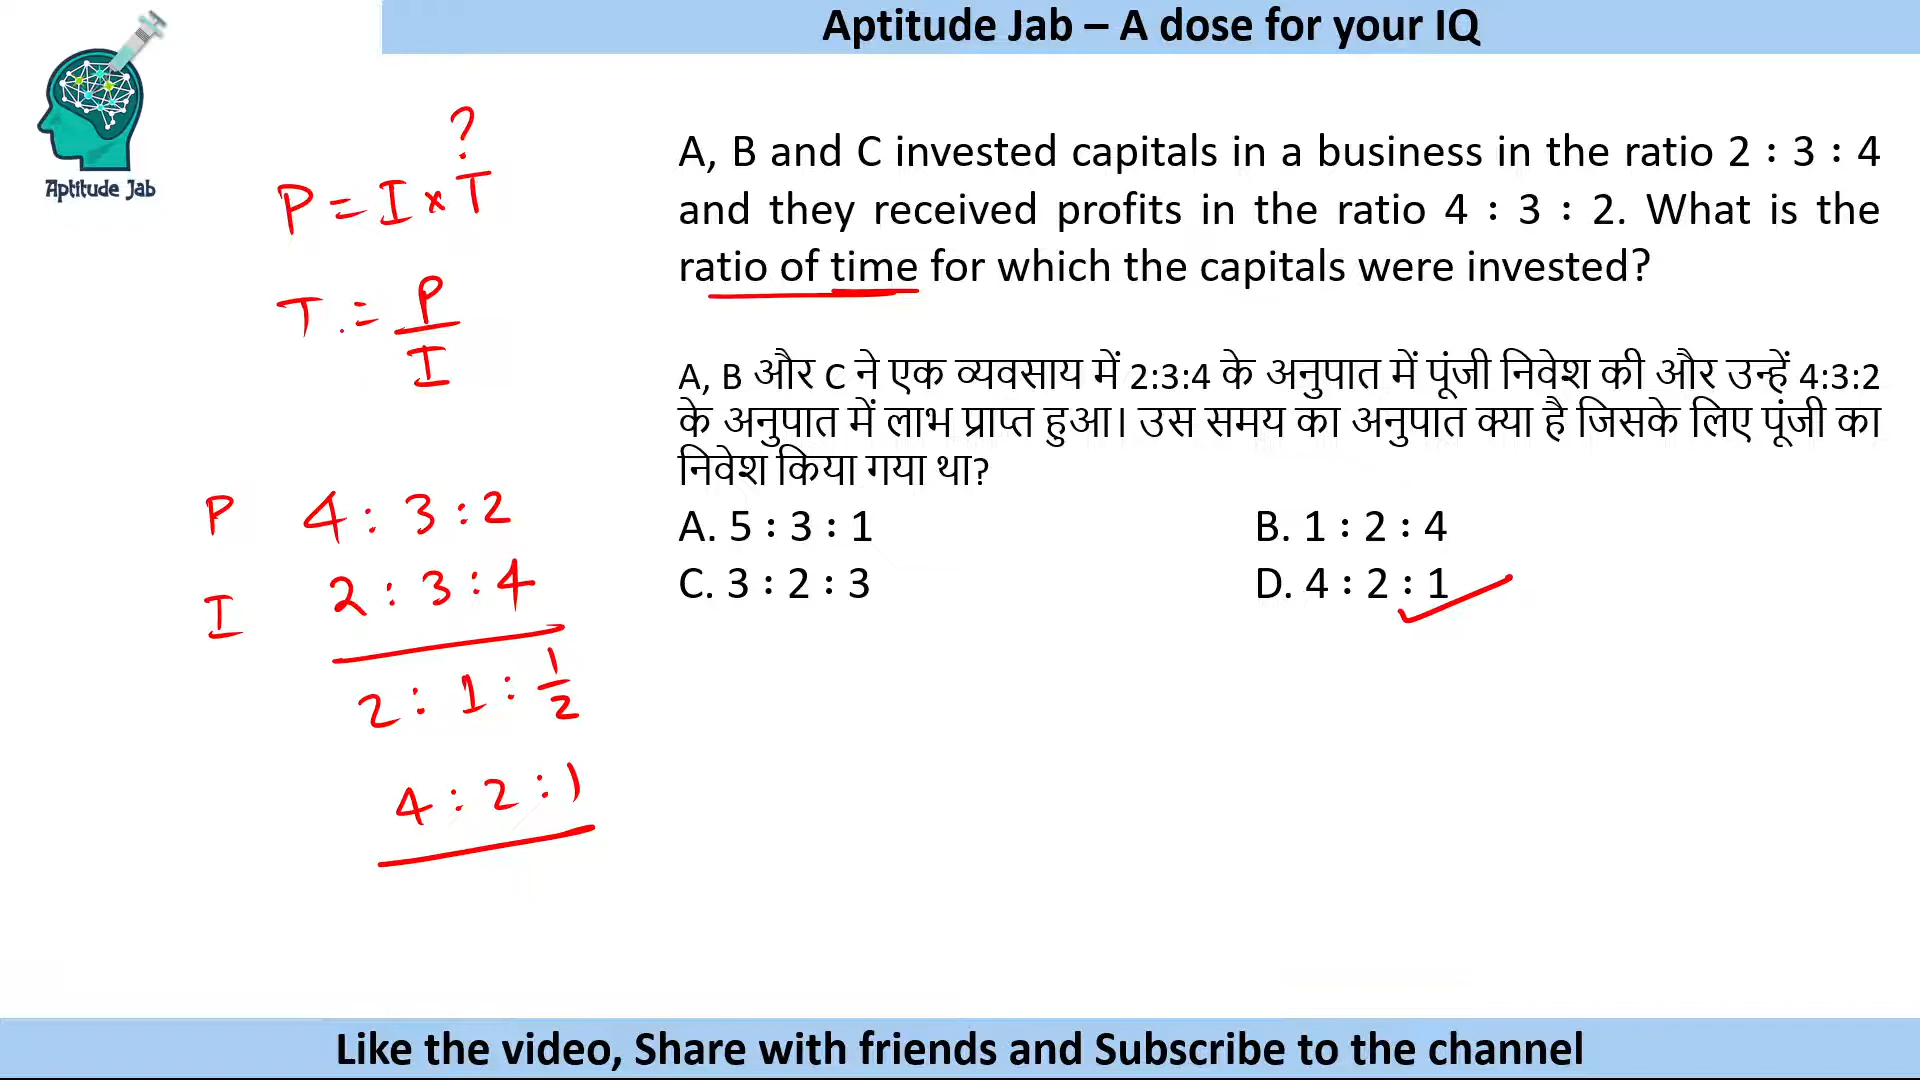 Aptitude Jab – A dose for your IQ
Aptitude Jab
A, B and C invested capitals in a business in the ratio 2 : 3 : 4
and they received profits in the ratio 4 : 3 : 2. What is the
ratio of time for which the capitals were invested?
A, B और C ने एक व्यवसाय में 2:3:4 के अनुपात में पूंजी निवेश की और उन्हें 4:3:2
के अनुपात में लाभ प्राप्त हुआ। उस समय का अनुपात क्या है जिसके लिए पूंजी का
निवेश किया गया था?
A. 5 : 3 : 1
B. 1 : 2 : 4
C. 3 : 2 : 3
D. 4 : 2 : 1
?
P = I × T
T = P/I
P 4 : 3 : 2
I 2 : 3 : 4
2 : 1 : 1/2
4 : 2 : 1
Like the video, Share with friends and Subscribe to the channel